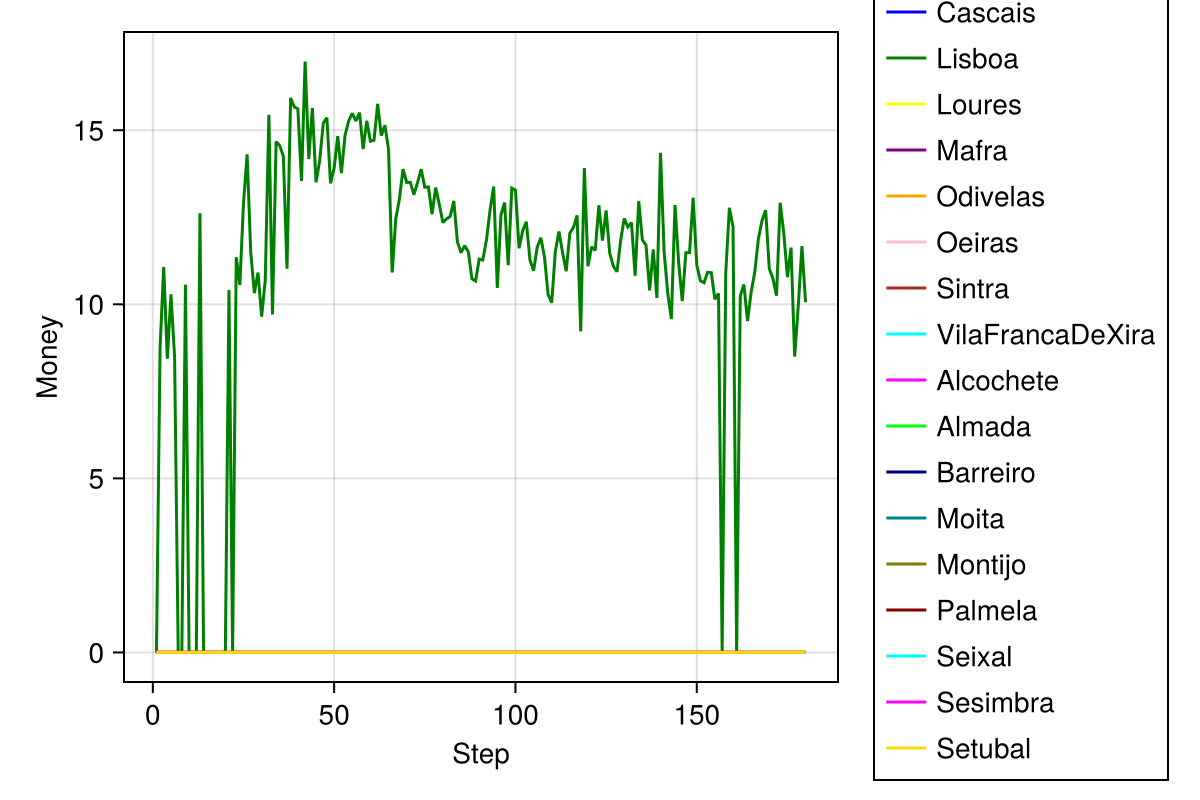 Money
15
10
5
0
0
50
100
150
Step
Cascais
Lisboa
Loures
Mafra
Odivelas
Oeiras
Sintra
VilaFrancaDeXira
Alcochete
Almada
Barreiro
Moita
Montijo
Palmela
Seixal
Sesimbra
Setubal